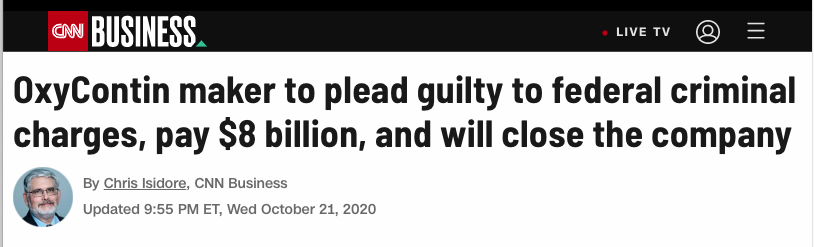 CNN BUSINESS LIVE TV
OxyContin maker to plead guilty to federal criminal
charges, pay $8 billion, and will close the company
By Chris Isidore, CNN Business
Updated 9:55 PM ET, Wed October 21, 2020